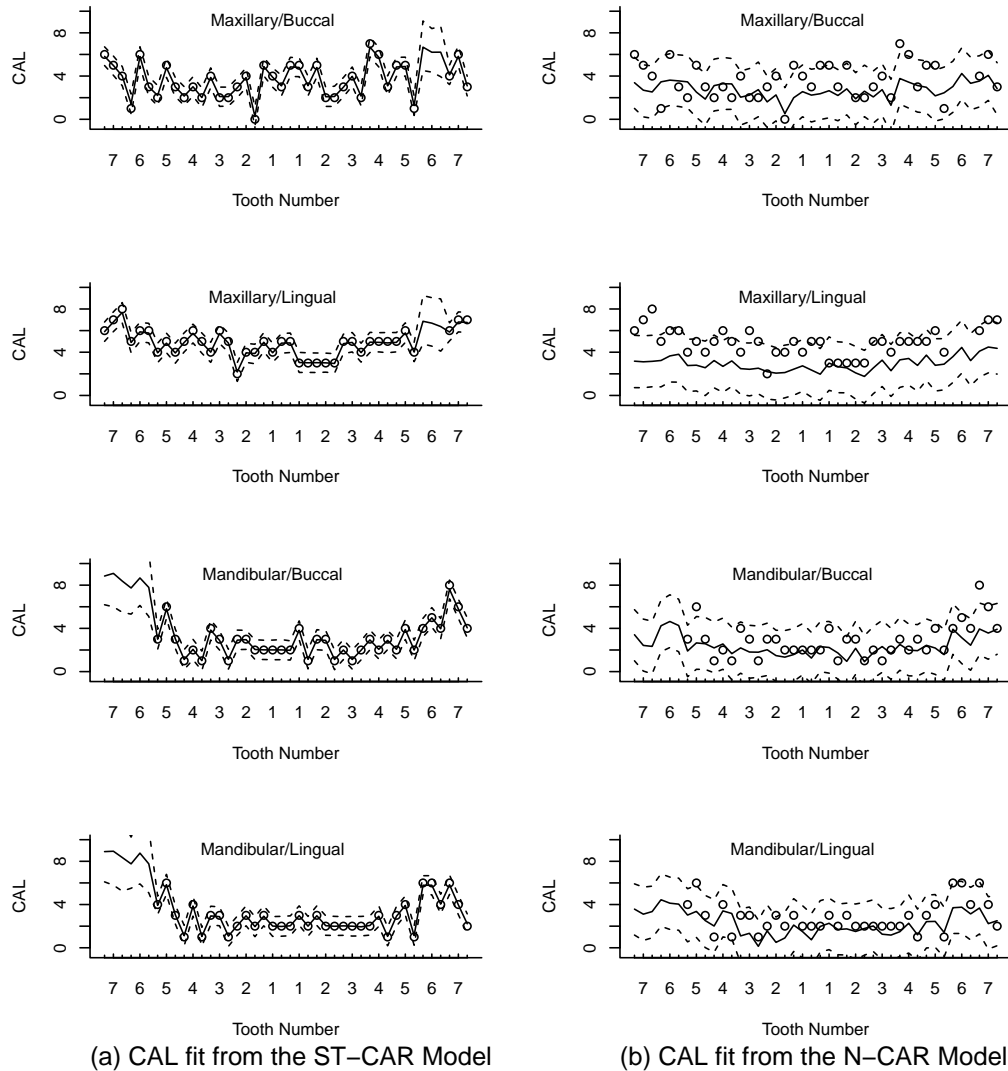 Maxillary/Buccal
CAL
0 4 8
7 6 5 4 3 2 1 1 2 3 4 5 6 7
Tooth Number
Maxillary/Lingual
CAL
0 4 8
7 6 5 4 3 2 1 1 2 3 4 5 6 7
Tooth Number
Mandibular/Buccal
CAL
0 4 8
7 6 5 4 3 2 1 1 2 3 4 5 6 7
Tooth Number
Mandibular/Lingual
CAL
0 4 8
7 6 5 4 3 2 1 1 2 3 4 5 6 7
Tooth Number
(a) CAL fit from the ST−CAR Model
Maxillary/Buccal
CAL
0 4 8
7 6 5 4 3 2 1 1 2 3 4 5 6 7
Tooth Number
Maxillary/Lingual
CAL
0 4 8
7 6 5 4 3 2 1 1 2 3 4 5 6 7
Tooth Number
Mandibular/Buccal
CAL
0 4 8
7 6 5 4 3 2 1 1 2 3 4 5 6 7
Tooth Number
Mandibular/Lingual
CAL
0 4 8
7 6 5 4 3 2 1 1 2 3 4 5 6 7
Tooth Number
(b) CAL fit from the N−CAR Model